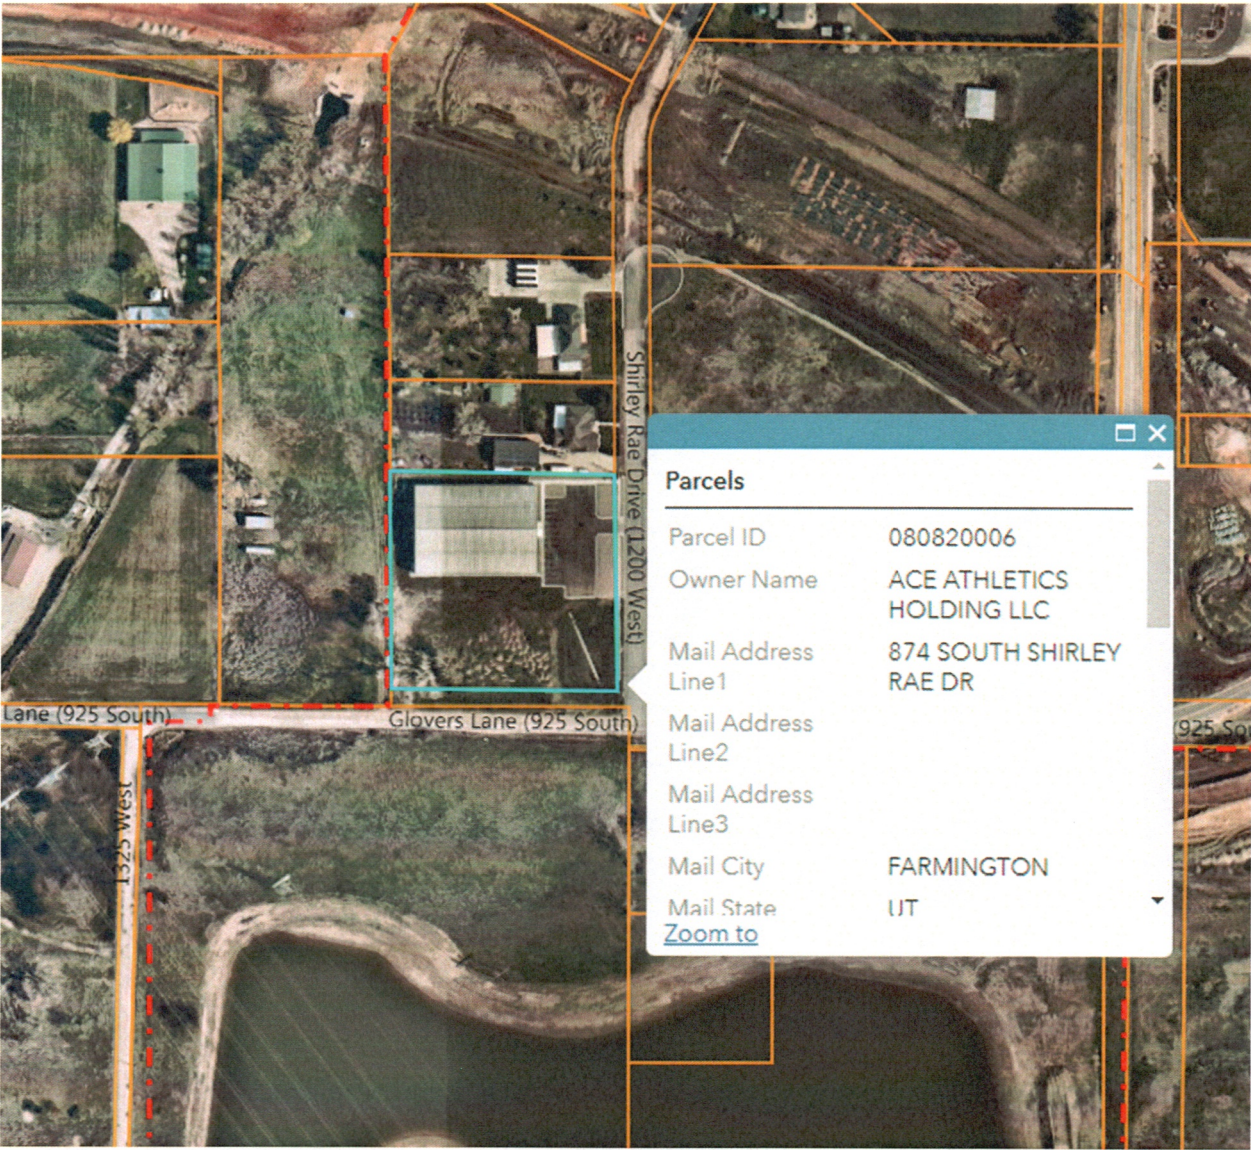 Shirley Rae Drive (1200 West)
Parcels
Parcel ID 080820006
Owner Name ACE ATHLETICS
HOLDING LLC
Mail Address 874 SOUTH SHIRLEY
Line1 RAE DR
Mail Address
Line2
Mail Address
Line3
Mail City FARMINGTON
Mail State UT
Zoom to
Lane (925 South)
Glovers Lane (925 South)
(925 Sou
1325 West